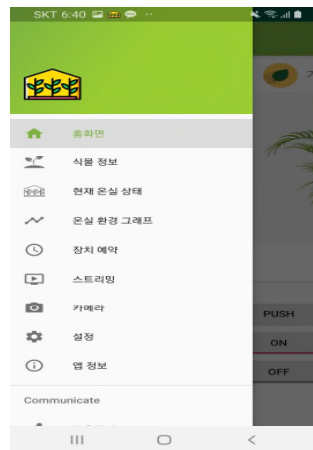 SKT 6:40
홈화면
식물 정보
현재 온실 상태
온실 환경 그래프
장치 예약
스트리밍
PUSH
카메라
ON
설정
OFF
앱 정보
Communicate